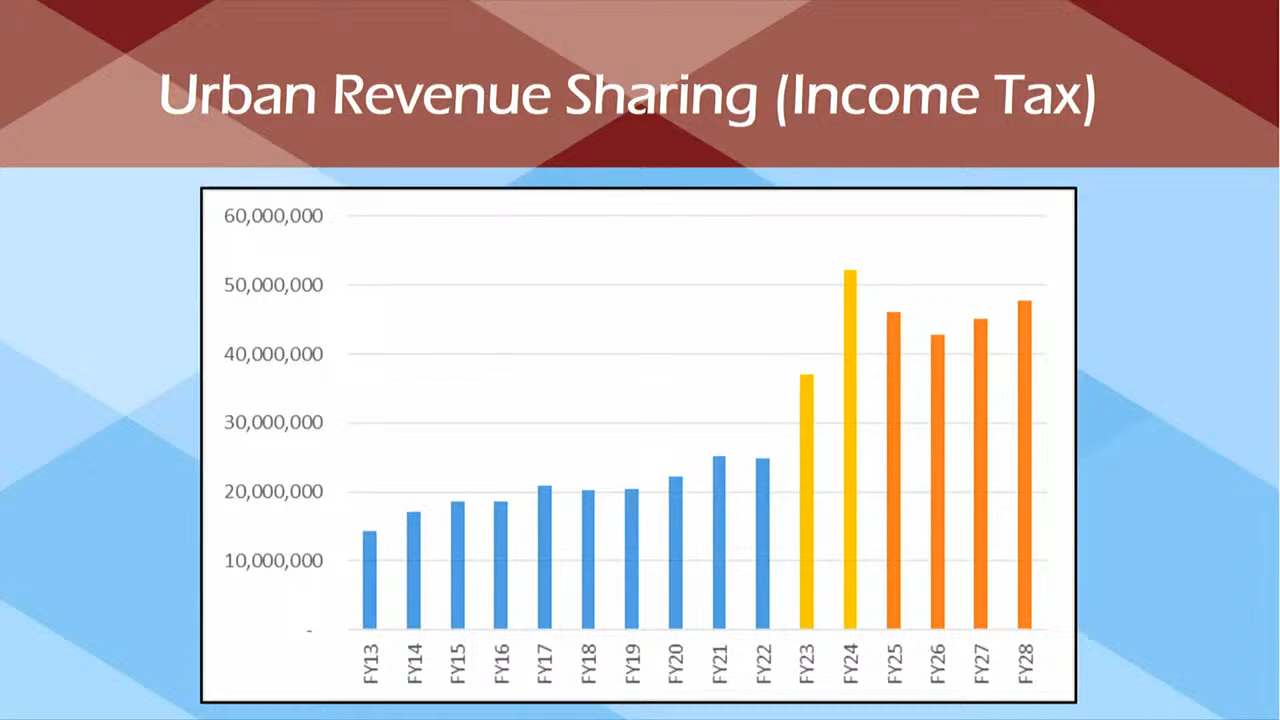 Urban Revenue Sharing (Income Tax)
60,000,000
50,000,000
40,000,000
30,000,000
20,000,000
10,000,000
-
FY13
FY14
FY15
FY16
FY17
FY18
FY19
FY20
FY21
FY22
FY23
FY24
FY25
FY26
FY27
FY28